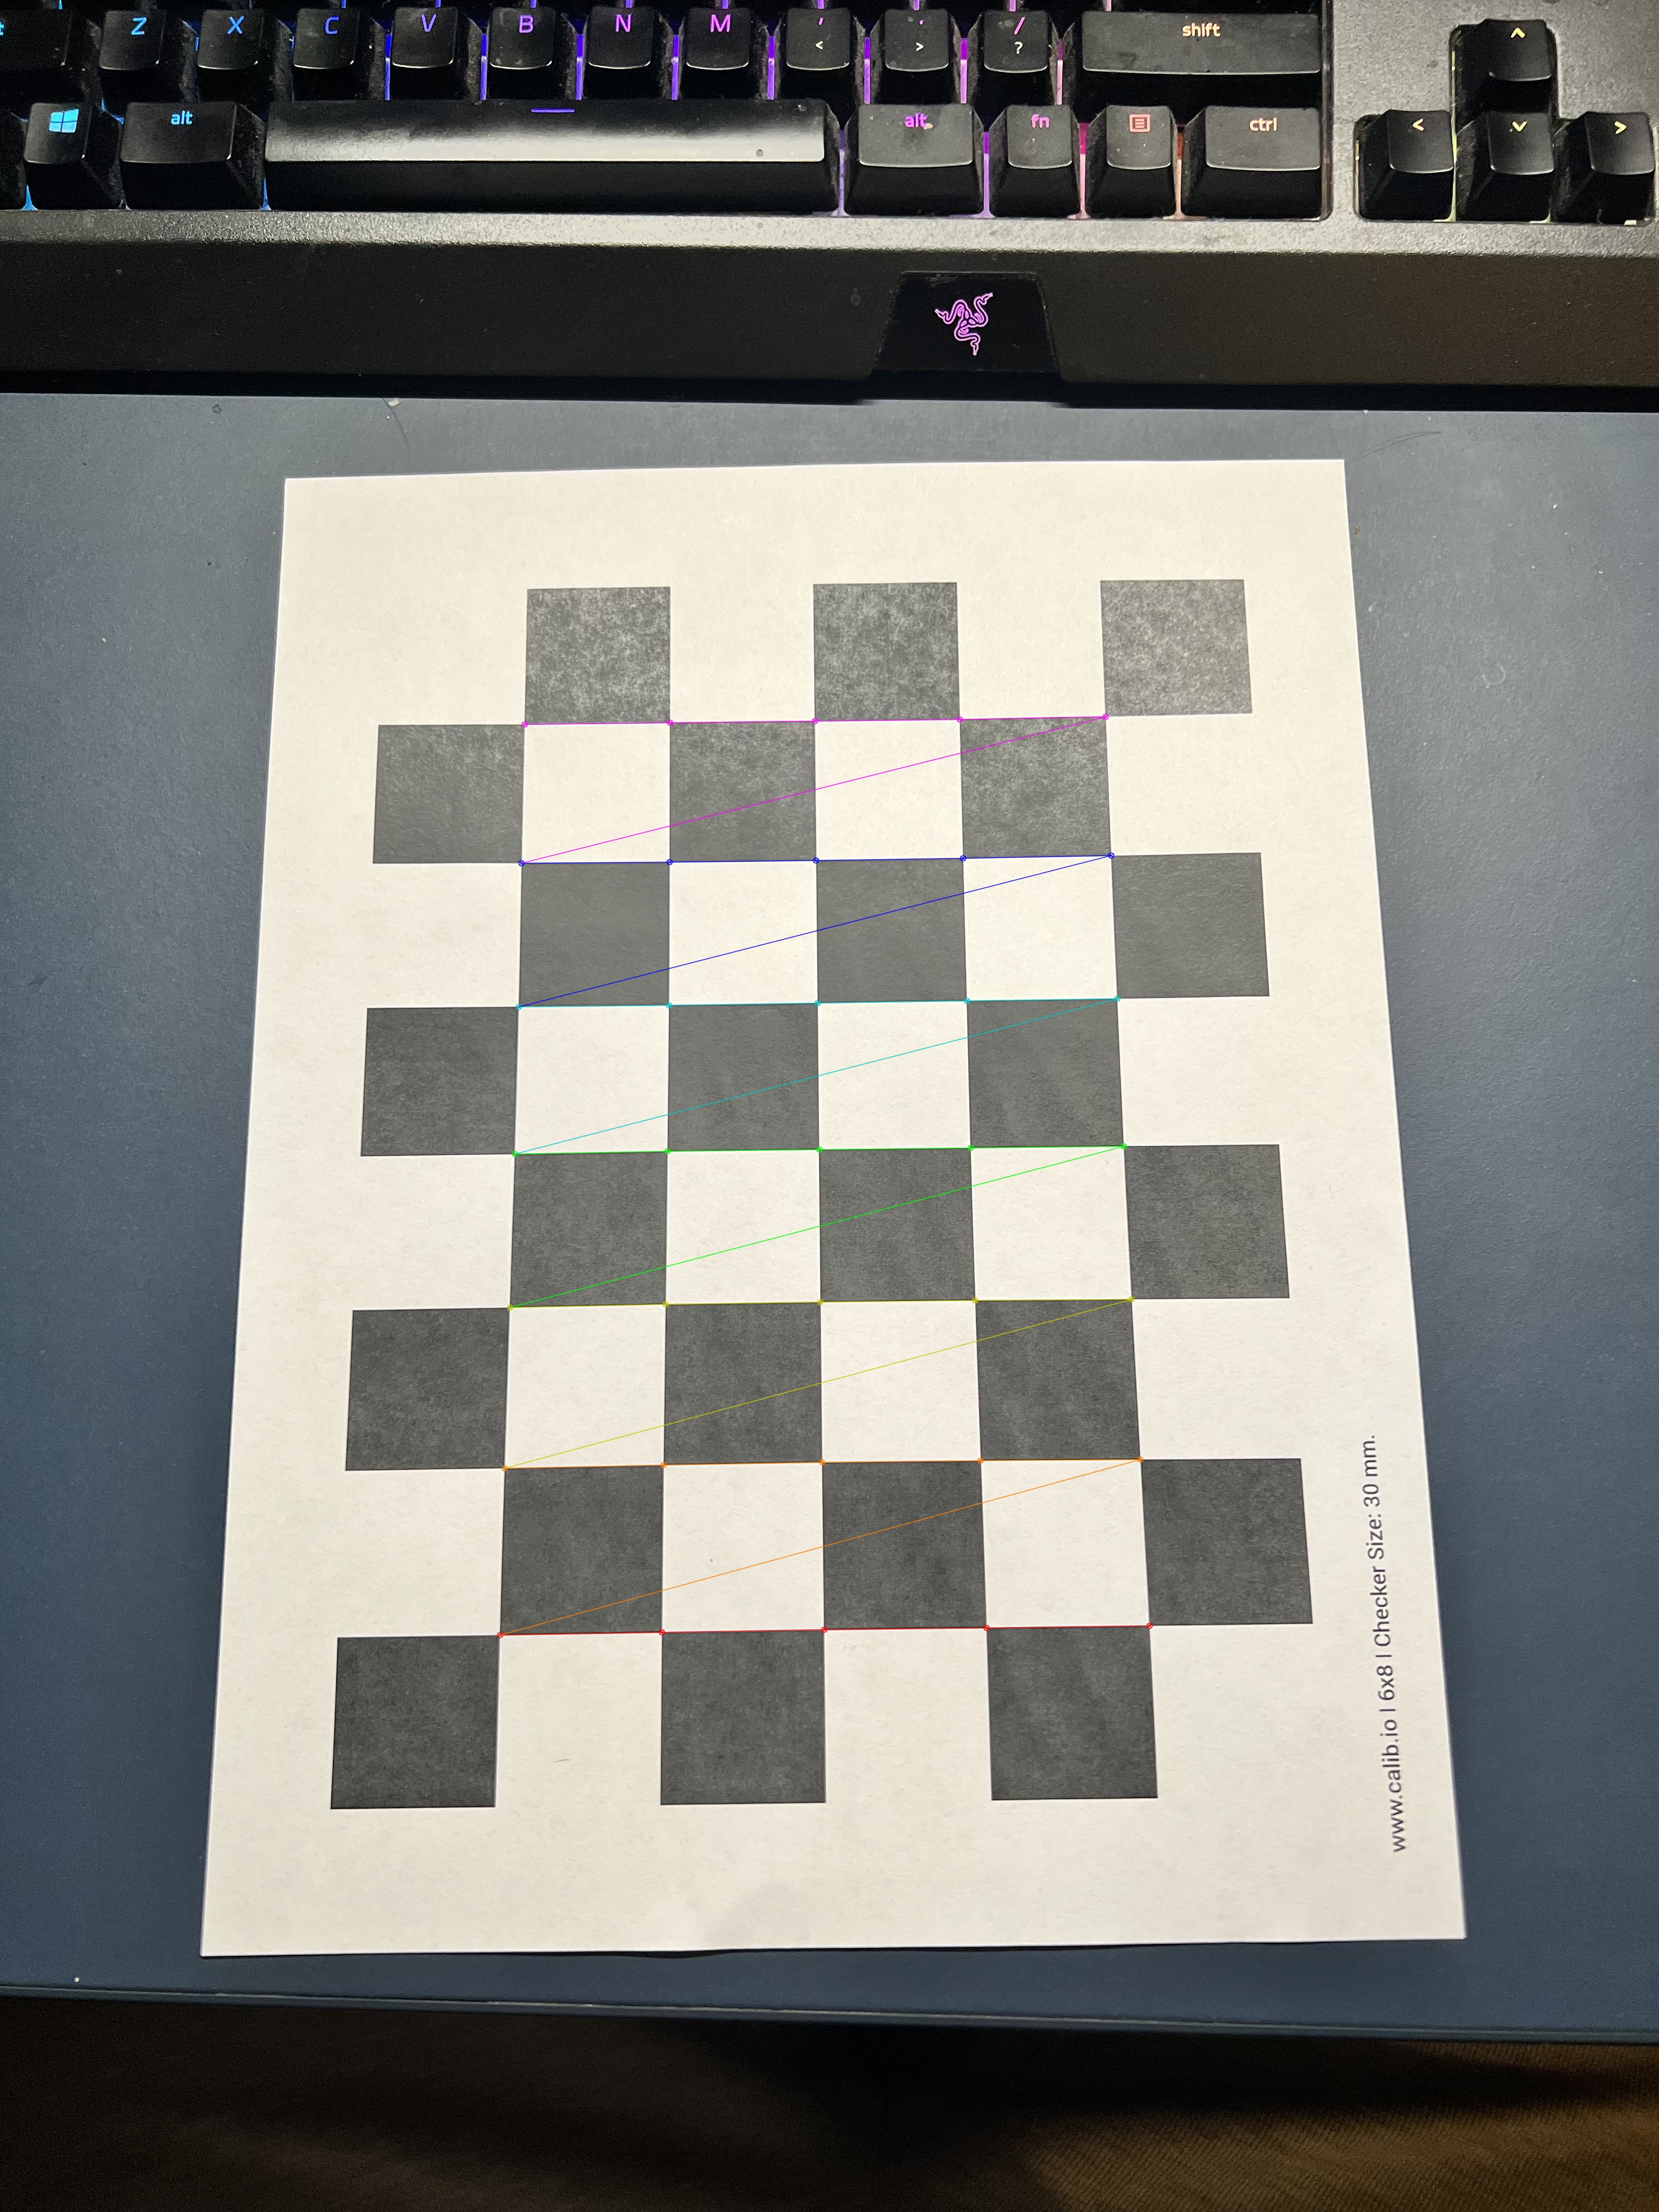 Z X C V B N M , < . > / ? shift ^
alt alt fn ctrl < v >
www.calib.io | 6x8 | Checker Size: 30 mm.